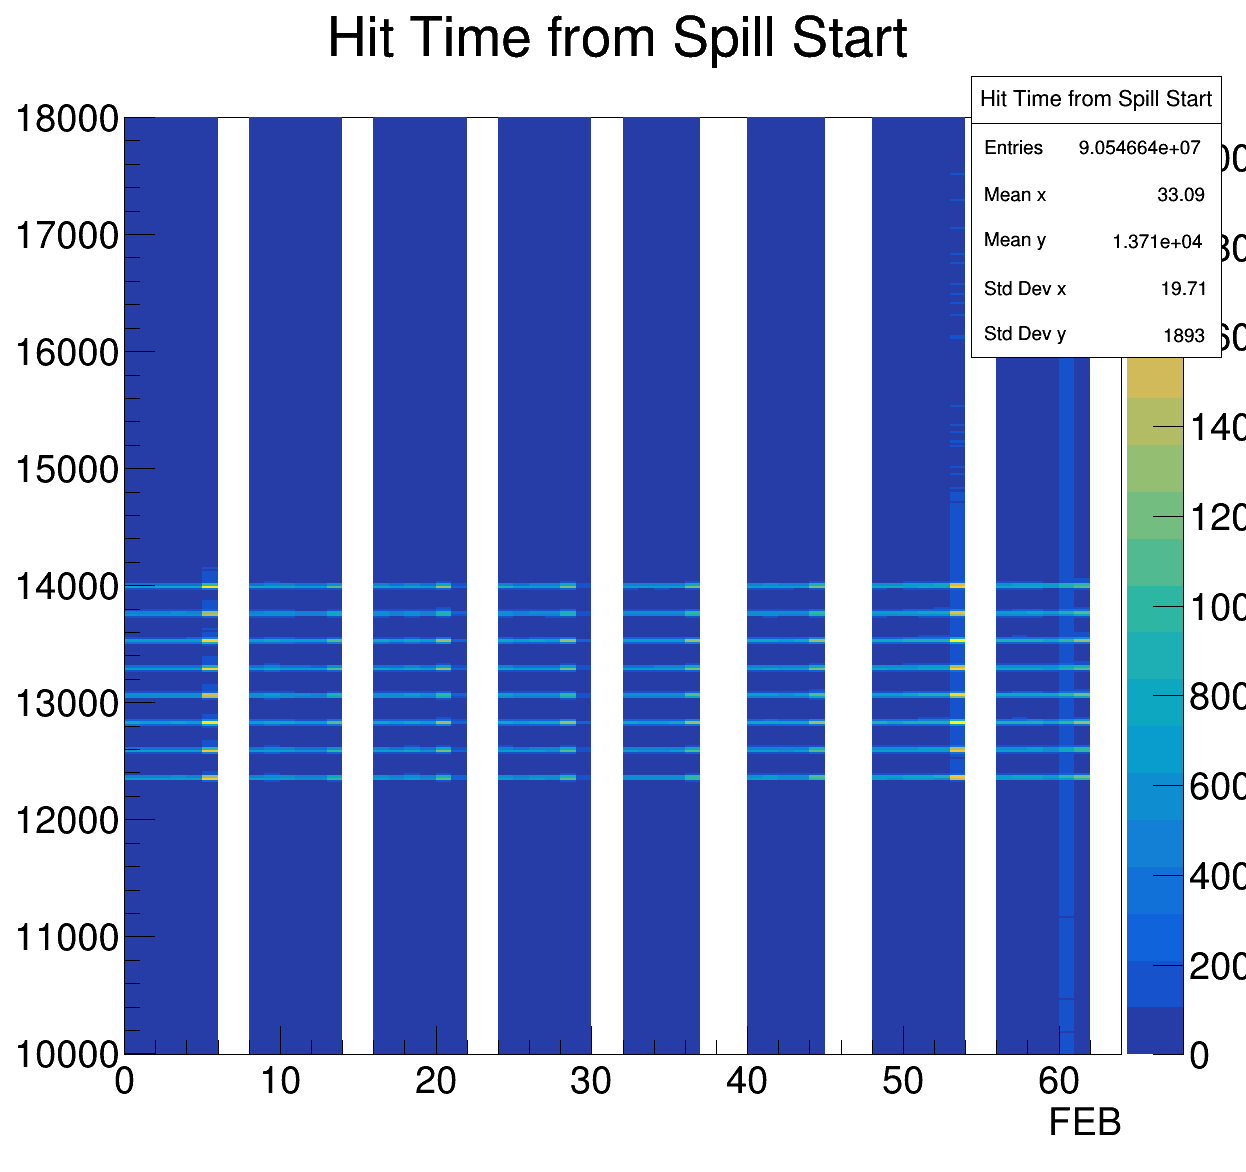 Hit Time from Spill Start
Hit Time from Spill Start
Entries 9.054664e+07
Mean x 33.09
Mean y 1.371e+04
Std Dev x 19.71
Std Dev y 1893
18000
17000
16000
15000
14000
13000
12000
11000
10000
140
120
100
800
600
400
200
0
0 10 20 30 40 50 60
FEB